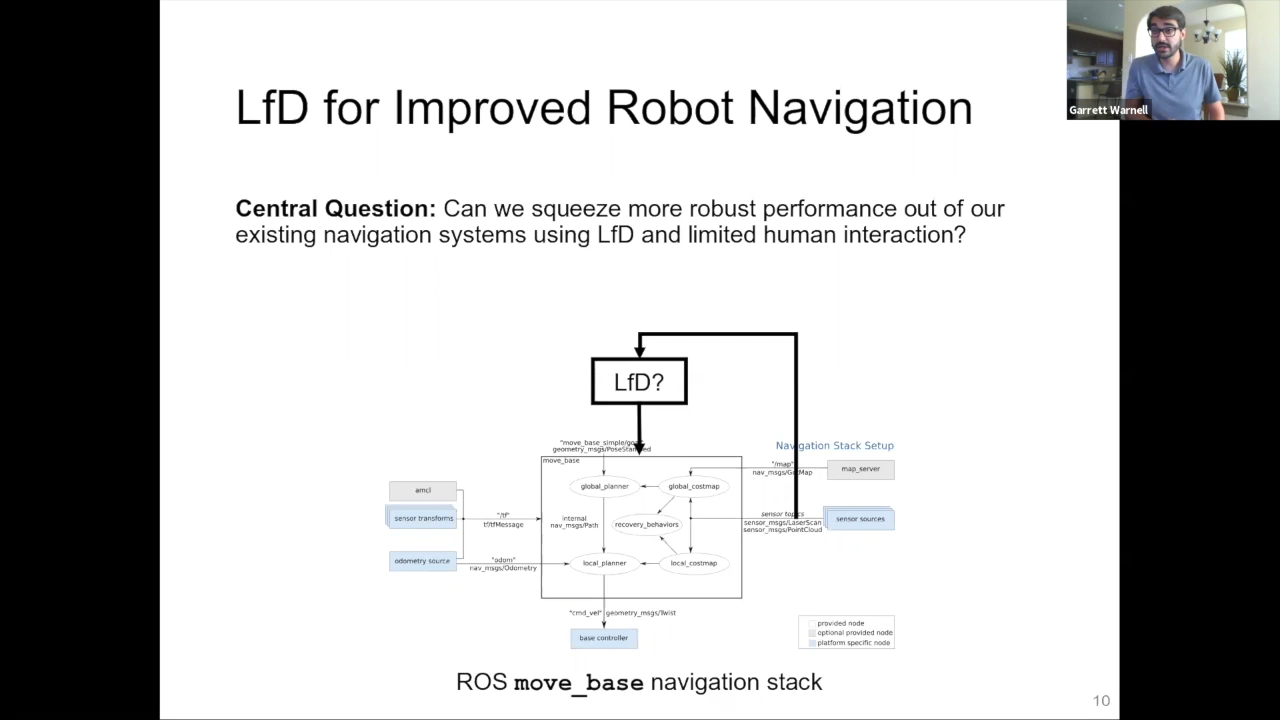 Garrett Warnell
LfD for Improved Robot Navigation
Central Question: Can we squeeze more robust performance out of our
existing navigation systems using LfD and limited human interaction?
LfD?
"move_base_simple/goal"
geometry_msgs/PoseStamped
Navigation Stack Setup
move_base
"/map"
nav_msgs/GetMap
map_server
global_planner
global_costmap
amcl
sensor transforms
"/tf"
tf/tfMessage
internal
nav_msgs/Path
recovery_behaviors
sensor topics
sensor_msgs/LaserScan
sensor_msgs/PointCloud
sensor sources
odometry source
"odom"
nav_msgs/Odometry
local_planner
local_costmap
"cmd_vel" geometry_msgs/Twist
base controller
provided node
optional provided node
platform specific node
ROS move_base navigation stack
10